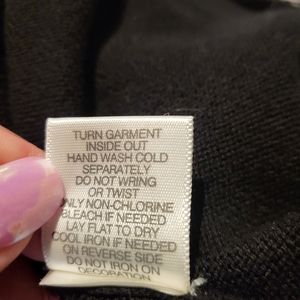 TURN GARMENT
INSIDE OUT
HAND WASH COLD
SEPARATELY
DO NOT WRING
OR TWIST
ONLY NON-CHLORINE
BLEACH IF NEEDED
LAY FLAT TO DRY
COOL IRON IF NEEDED
ON REVERSE SIDE
DO NOT IRON ON
DECORATION